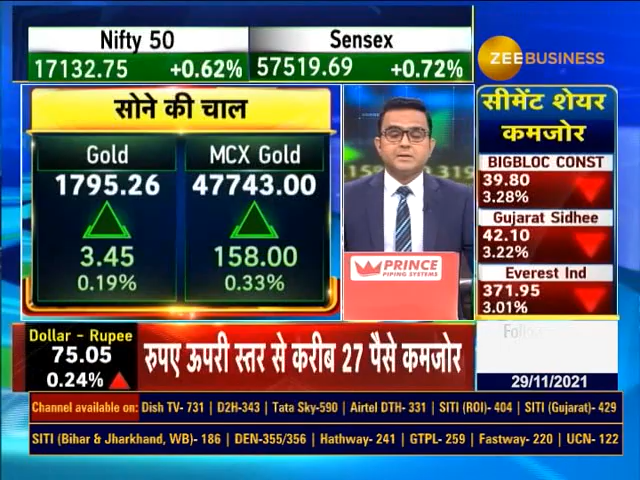 Nifty 50
17132.75 +0.62%
Sensex
57519.69 +0.72%
ZEE BUSINESS
सोने की चाल
Gold
1795.26
3.45
0.19%
MCX Gold
47743.00
158.00
0.33%
PRINCE
PIPING SYSTEMS
सीमेंट शेयर
कमजोर
BIGBLOC CONST
39.80
3.28%
Gujarat Sidhee
42.10
3.22%
Everest Ind
371.95
3.01%
Dollar - Rupee
75.05
0.24%
रुपए ऊपरी स्तर से करीब 27 पैसे कमजोर
29/11/2021
Channel available on: Dish TV- 731 | D2H-343 | Tata Sky-590 | Airtel DTH- 331 | SITI (ROI)- 404 | SITI (Gujarat)- 429
SITI (Bihar & Jharkhand, WB)- 186 | DEN-355/356 | Hathway- 241 | GTPL- 259 | Fastway- 220 | UCN- 122